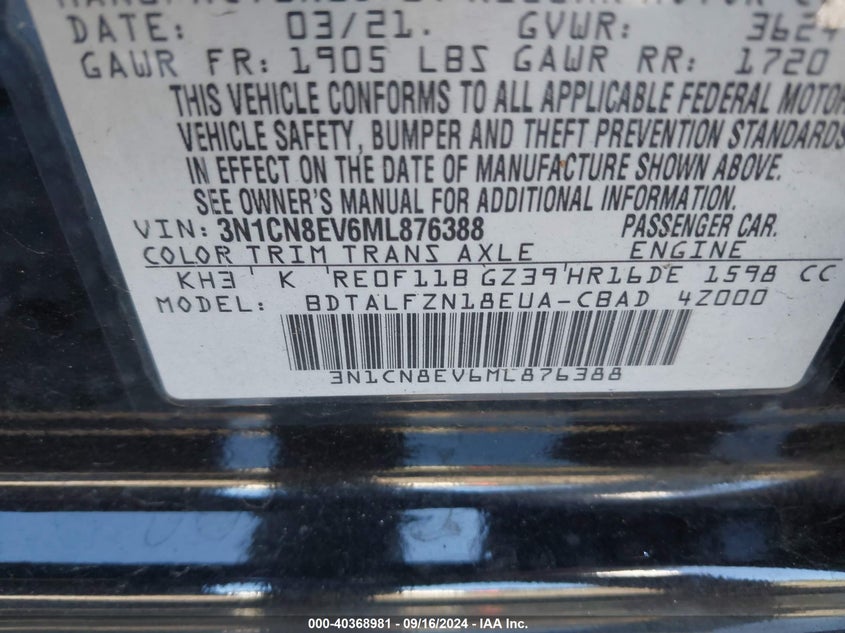 DATE: 03/21. GVWR: 3624
GAWR FR: 1905 LBS GAWR RR: 1720
THIS VEHICLE CONFORMS TO ALL APPLICABLE FEDERAL MOTOR
VEHICLE SAFETY, BUMPER AND THEFT PREVENTION STANDARDS
IN EFFECT ON THE DATE OF MANUFACTURE SHOWN ABOVE.
SEE OWNER'S MANUAL FOR ADDITIONAL INFORMATION.
VIN: 3N1CN8EV6ML876388 PASSENGER CAR.
COLOR TRIM TRANS AXLE ENGINE
KH3 K RE0F11B GZ39 HR16DE 1598 CC
MODEL: BDTALFZN18EUA-CBAD 4Z000
3N1CN8EV6ML876388
000-40368981 - 09/16/2024 - IAA Inc.